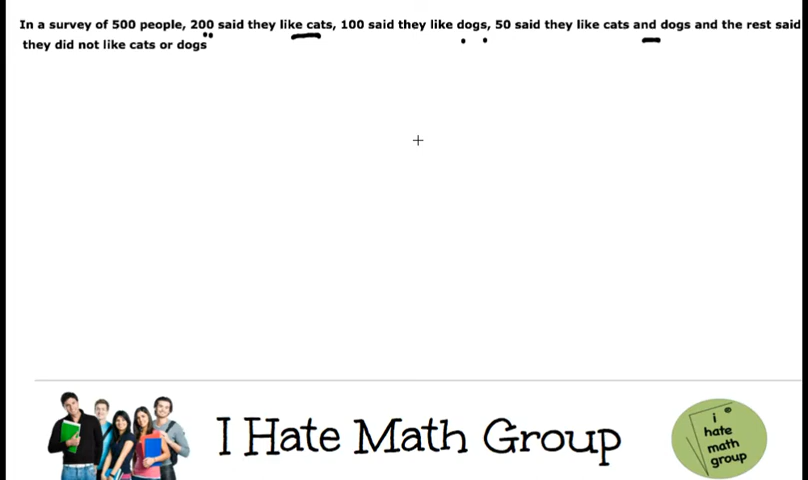 In a survey of 500 people, 200 said they like cats, 100 said they like dogs, 50 said they like cats and dogs and the rest said
they did not like cats or dogs
I Hate Math Group
i
hate
math
group